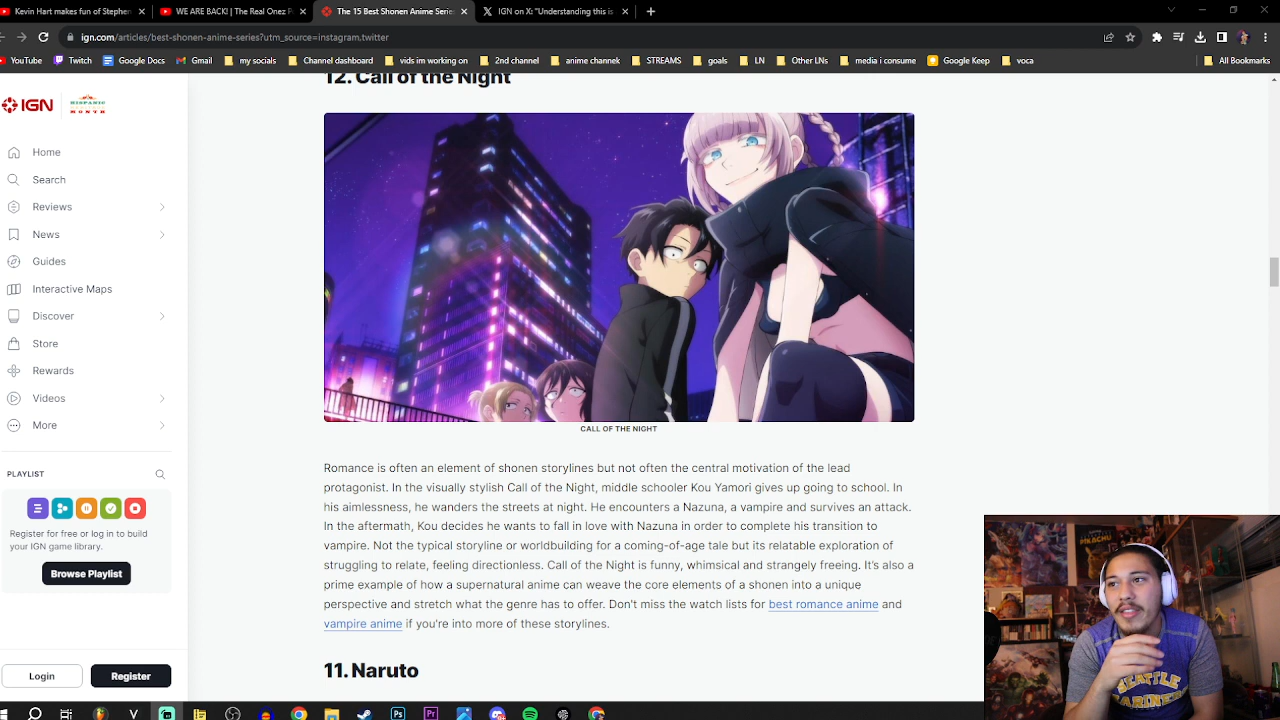 Kevin Hart makes fun of Stephen
WE ARE BACK! | The Real Onez P
The 15 Best Shonen Anime Series
IGN on X: "Understanding this is
ign.com/articles/best-shonen-anime-series?utm_source=instagram.twitter
YouTube
Twitch
Google Docs
Gmail
my socials
Channel dashboard
vids im working on
2nd channel
anime channek
STREAMS
goals
LN
Other LNs
media i consume
Google Keep
voca
All Bookmarks
IGN
HISPANIC
MONTH
Home
Search
Reviews
News
Guides
Interactive Maps
Discover
Store
Rewards
Videos
More
PLAYLIST
Register for free or log in to build
your IGN game library.
Browse Playlist
Login
Register
12. Call of the Night
CALL OF THE NIGHT
Romance is often an element of shonen storylines but not often the central motivation of the lead
protagonist. In the visually stylish Call of the Night, middle schooler Kou Yamori gives up going to school. In
his aimlessness, he wanders the streets at night. He encounters a Nazuna, a vampire and survives an attack.
In the aftermath, Kou decides he wants to fall in love with Nazuna in order to complete his transition to
vampire. Not the typical storyline or worldbuilding for a coming-of-age tale but its relatable exploration of
struggling to relate, feeling directionless. Call of the Night is funny, whimsical and strangely freeing. It's also a
prime example of how a supernatural anime can weave the core elements of a shonen into a unique
perspective and stretch what the genre has to offer. Don't miss the watch lists for best romance anime and
vampire anime if you're into more of these storylines.
11. Naruto
PIKACHU
SEATTLE
MARINERS